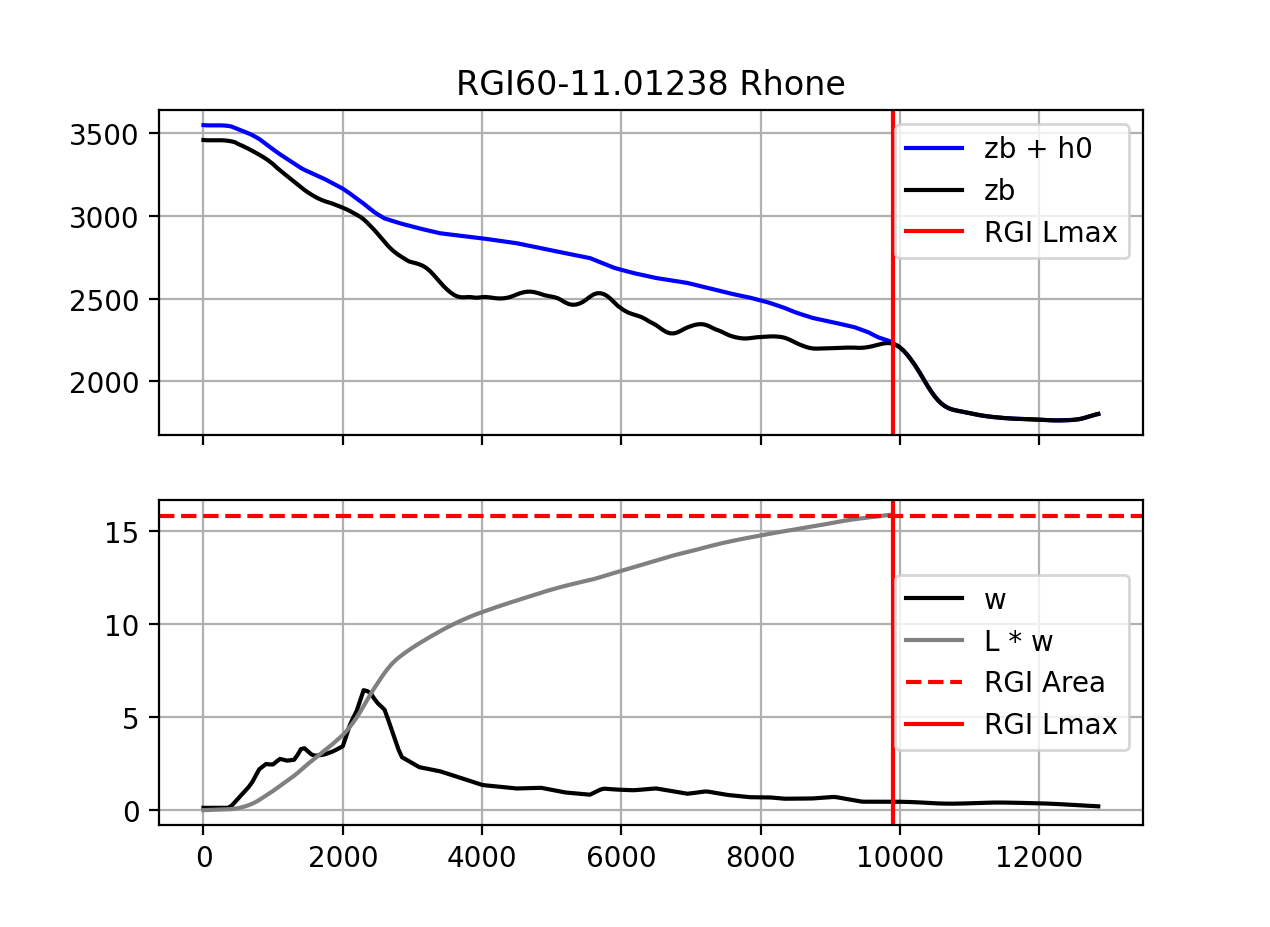 RGI60-11.01238 Rhone
3500
3000
2500
2000
zb + h0
zb
RGI Lmax
15
10
5
0
w
L * w
RGI Area
RGI Lmax
0 2000 4000 6000 8000 10000 12000